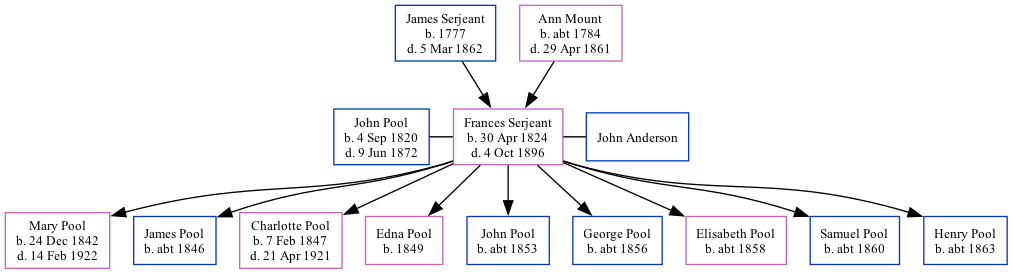 James Serjeant
b. 1777
d. 5 Mar 1862
Ann Mount
b. abt 1784
d. 29 Apr 1861
John Pool
b. 4 Sep 1820
d. 9 Jun 1872
Frances Serjeant
b. 30 Apr 1824
d. 4 Oct 1896
John Anderson
Mary Pool
b. 24 Dec 1842
d. 14 Feb 1922
James Pool
b. abt 1846
Charlotte Pool
b. 7 Feb 1847
d. 21 Apr 1921
Edna Pool
b. 1849
John Pool
b. abt 1853
George Pool
b. abt 1856
Elisabeth Pool
b. abt 1858
Samuel Pool
b. abt 1860
Henry Pool
b. abt 1863